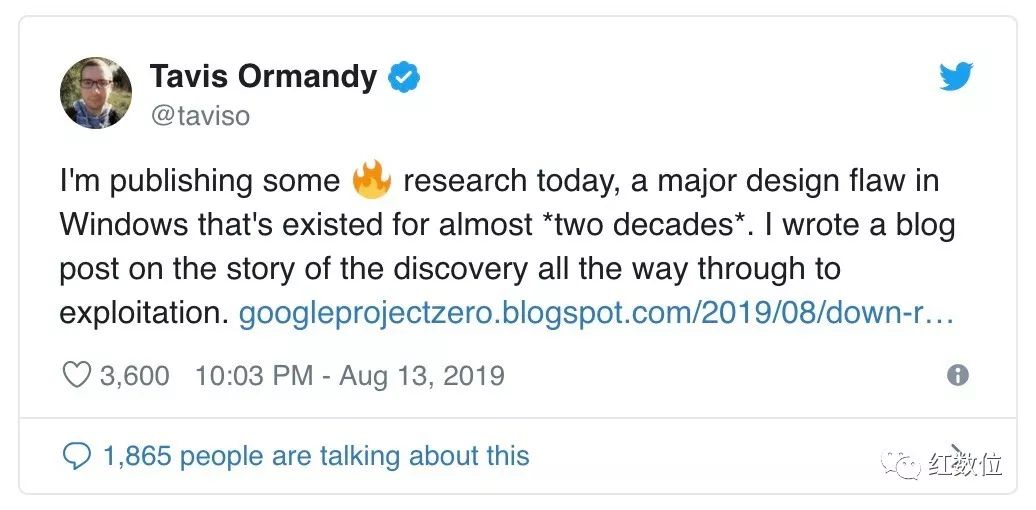 Tavis Ormandy
@taviso
I'm publishing some 🔥 research today, a major design flaw in
Windows that's existed for almost *two decades*. I wrote a blog
post on the story of the discovery all the way through to
exploitation. googleprojectzero.blogspot.com/2019/08/down-r…
3,600 10:03 PM - Aug 13, 2019
1,865 people are talking about this
红数位